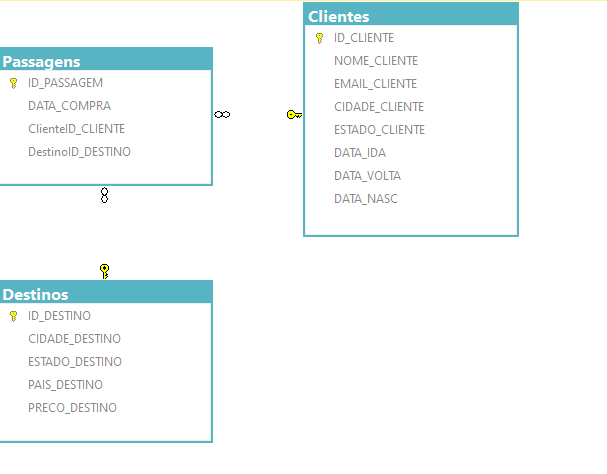 Clientes
ID_CLIENTE
NOME_CLIENTE
EMAIL_CLIENTE
CIDADE_CLIENTE
ESTADO_CLIENTE
DATA_IDA
DATA_VOLTA
DATA_NASC
Passagens
ID_PASSAGEM
DATA_COMPRA
ClienteID_CLIENTE
DestinoID_DESTINO
Destinos
ID_DESTINO
CIDADE_DESTINO
ESTADO_DESTINO
PAIS_DESTINO
PRECO_DESTINO